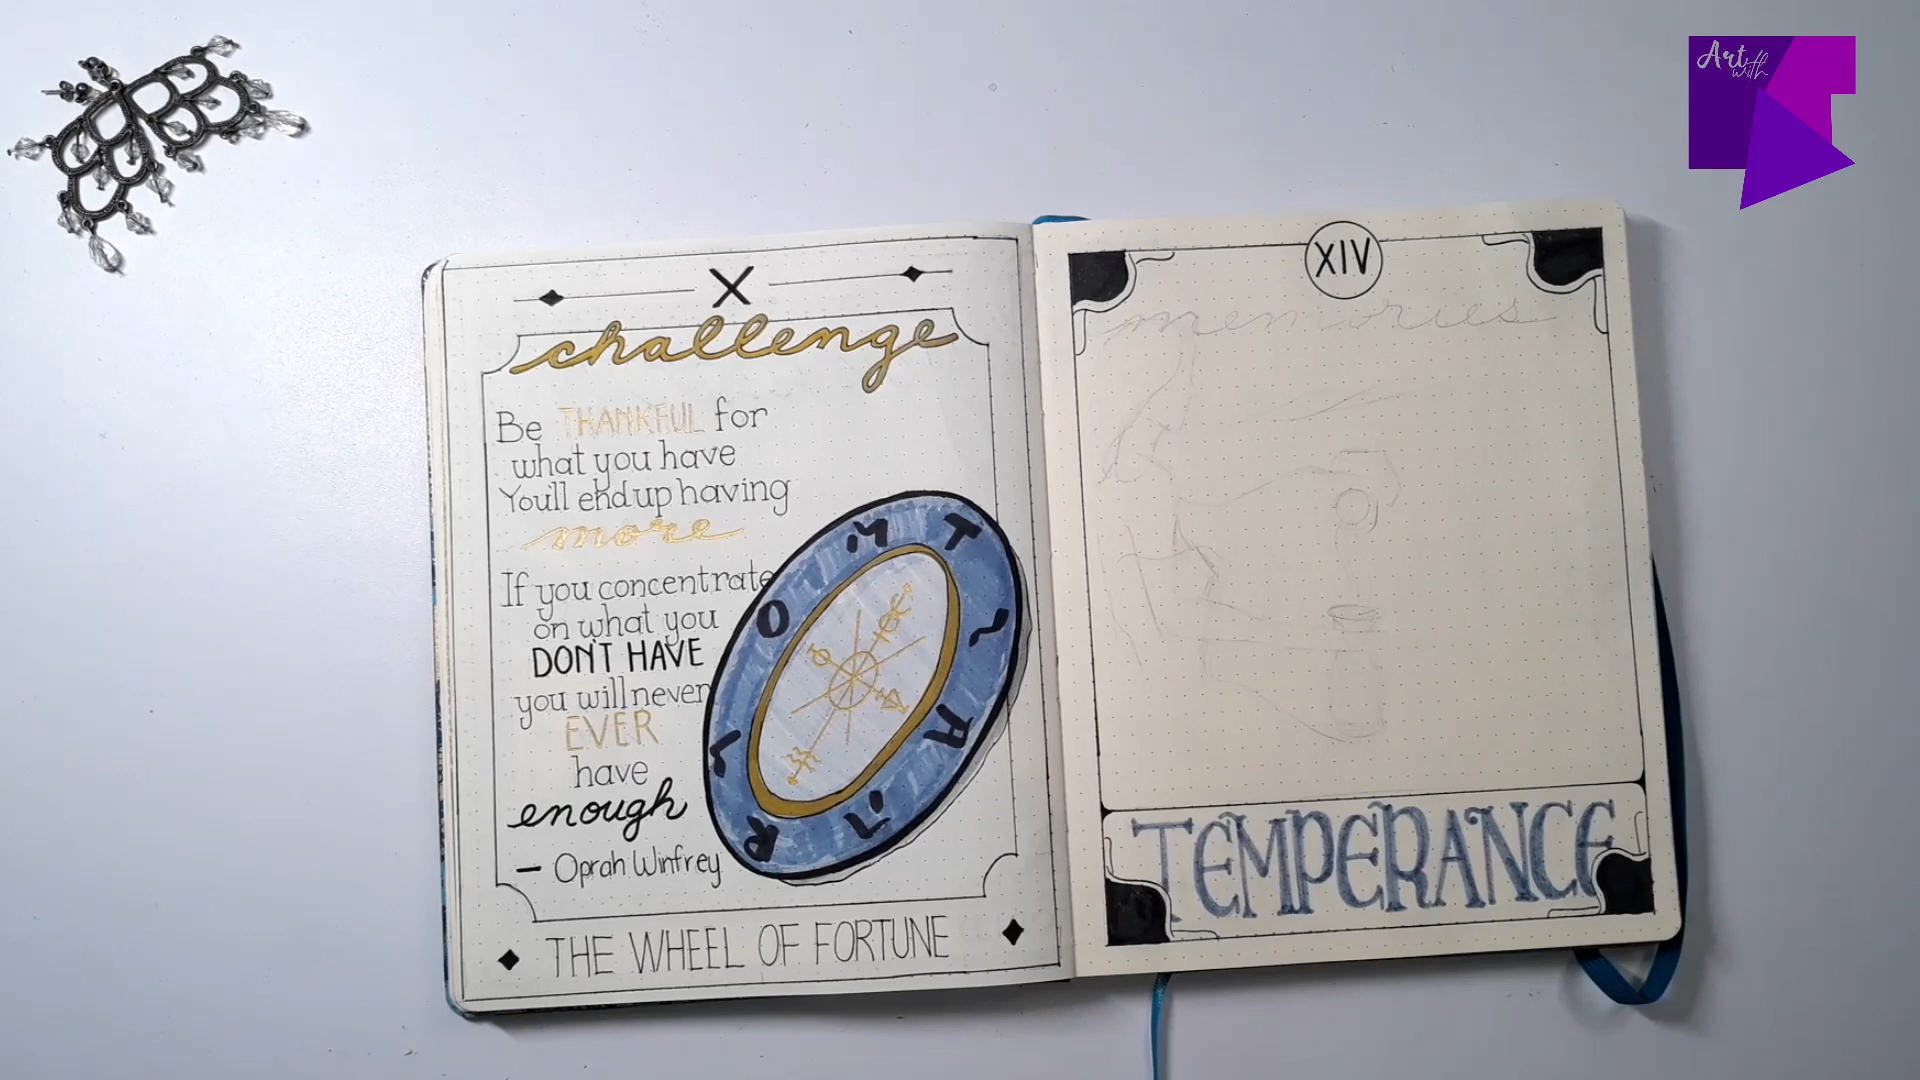 Art
with
X
challenge
Be THANKFUL for
what you have
You'll end up having
more
If you concentrate
on what you
DON'T HAVE
you will never
EVER
have
enough
— Oprah Winfrey
THE WHEEL OF FORTUNE
XIV
memories
TEMPERANCE